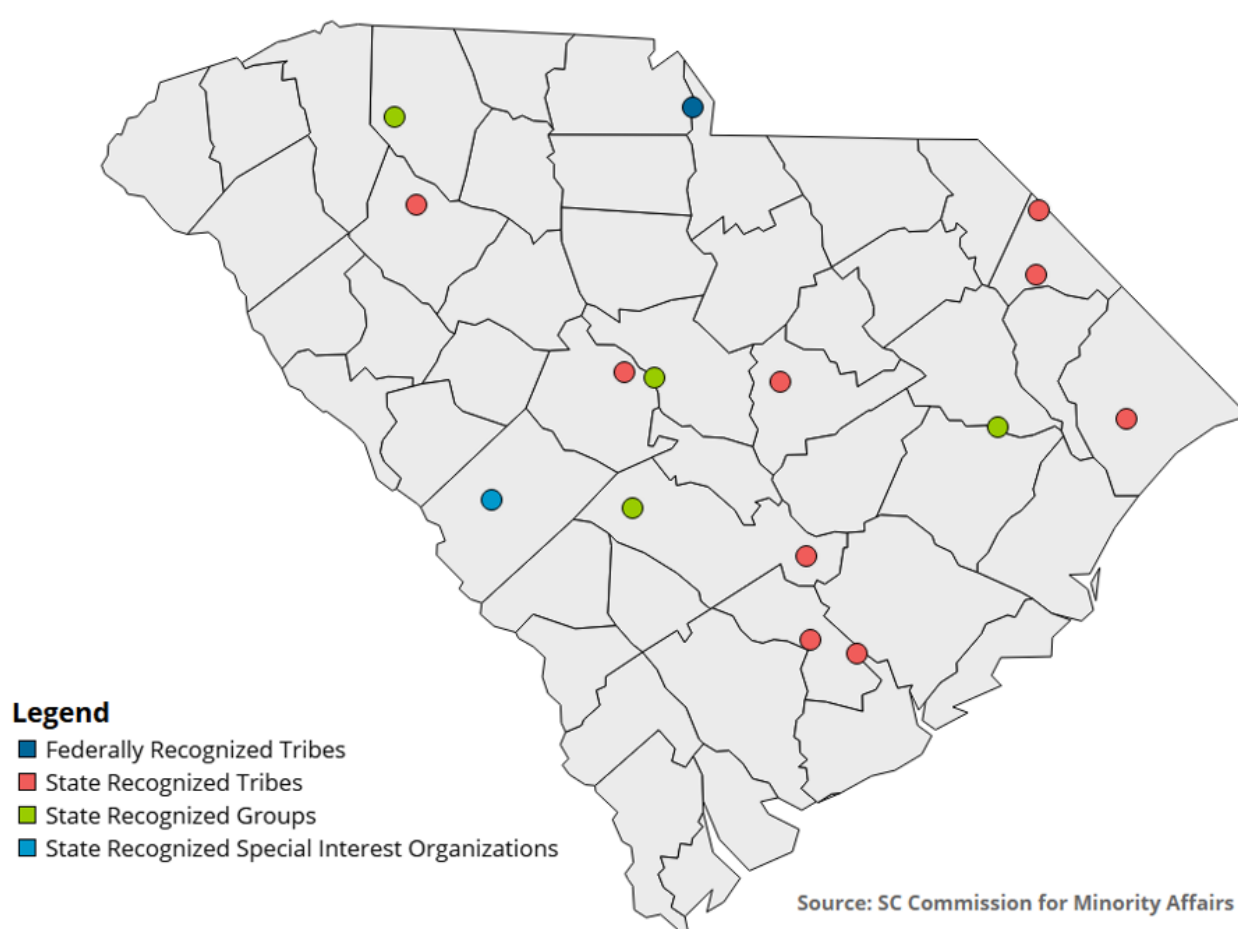 Legend
Federally Recognized Tribes
State Recognized Tribes
State Recognized Groups
State Recognized Special Interest Organizations
Source: SC Commission for Minority Affairs